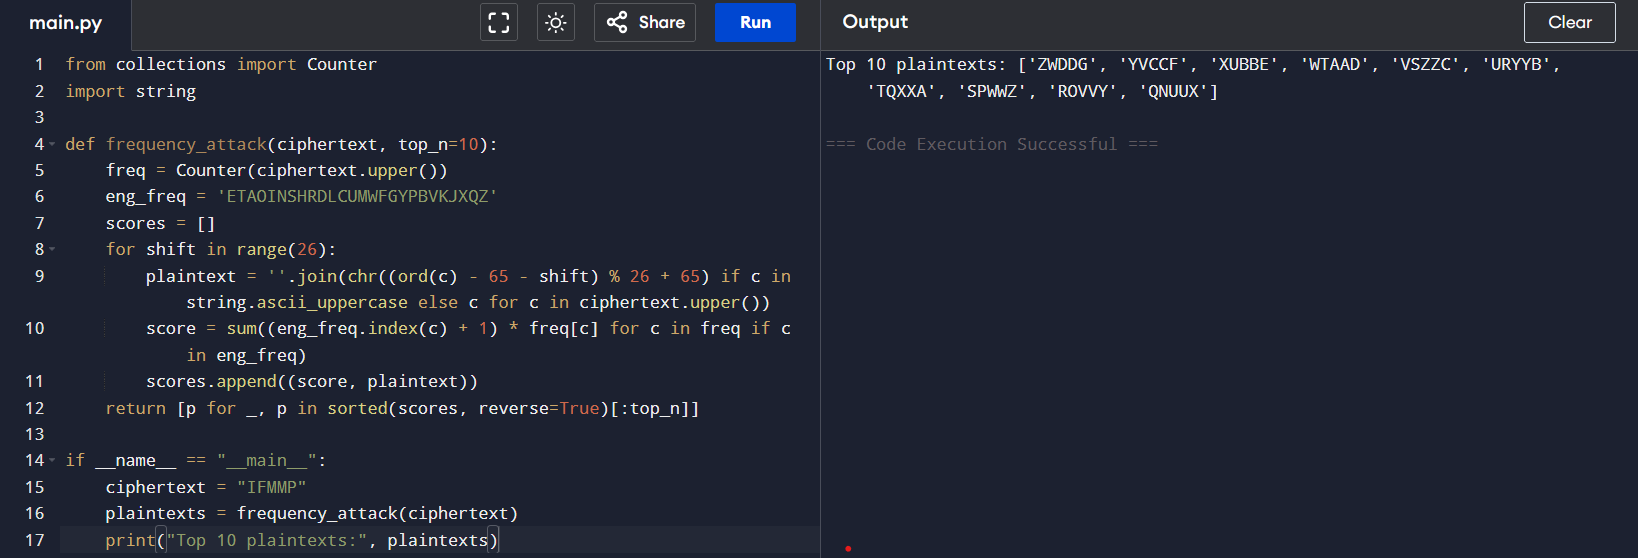 main.py Share Run Output Clear
1 from collections import Counter
2 import string
3
4 def frequency_attack(ciphertext, top_n=10):
5 freq = Counter(ciphertext.upper())
6 eng_freq = 'ETAOINSHRDLCUMWFGYPBVKJXQZ'
7 scores = []
8 for shift in range(26):
9 plaintext = ''.join(chr((ord(c) - 65 - shift) % 26 + 65) if c in
string.ascii_uppercase else c for c in ciphertext.upper())
10 score = sum((eng_freq.index(c) + 1) * freq[c] for c in freq if c
in eng_freq)
11 scores.append((score, plaintext))
12 return [p for _, p in sorted(scores, reverse=True)[:top_n]]
13
14 if __name__ == "__main__":
15 ciphertext = "IFMMP"
16 plaintexts = frequency_attack(ciphertext)
17 print("Top 10 plaintexts:", plaintexts)
Top 10 plaintexts: ['ZWDDG', 'YVCCF', 'XUBBE', 'WTAAD', 'VSZZC', 'URYYB',
'TQXXA', 'SPWWZ', 'ROVVY', 'QNUUX']
=== Code Execution Successful ===